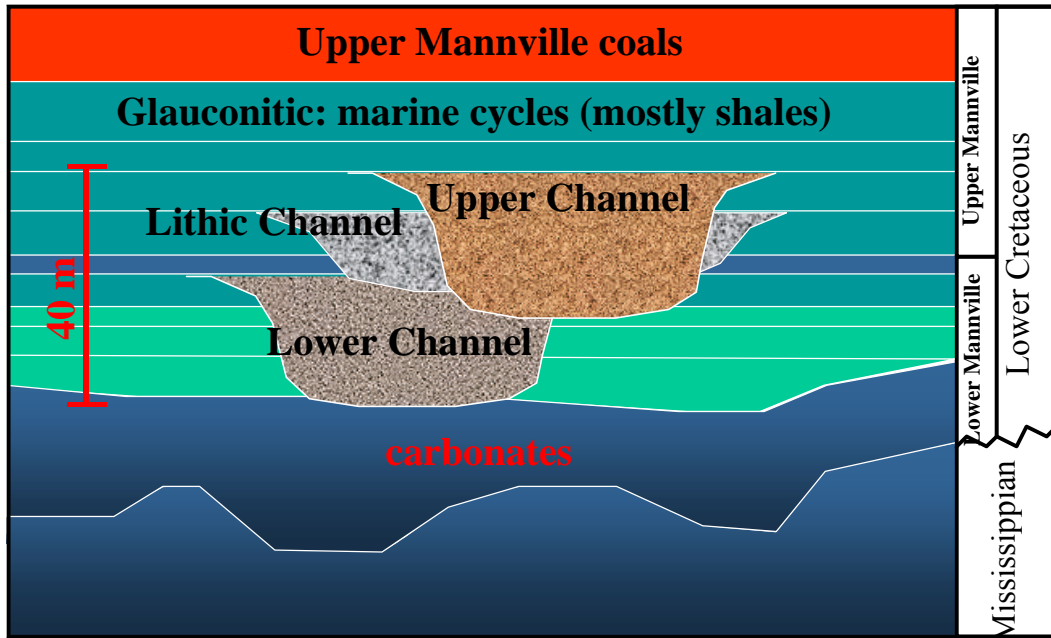 Upper Mannville coals
Glauconitic: marine cycles (mostly shales)
Upper Channel
Lithic Channel
Lower Channel
40 m
carbonates
Upper Mannville
Lower Mannville
Lower Cretaceous
Mississippian